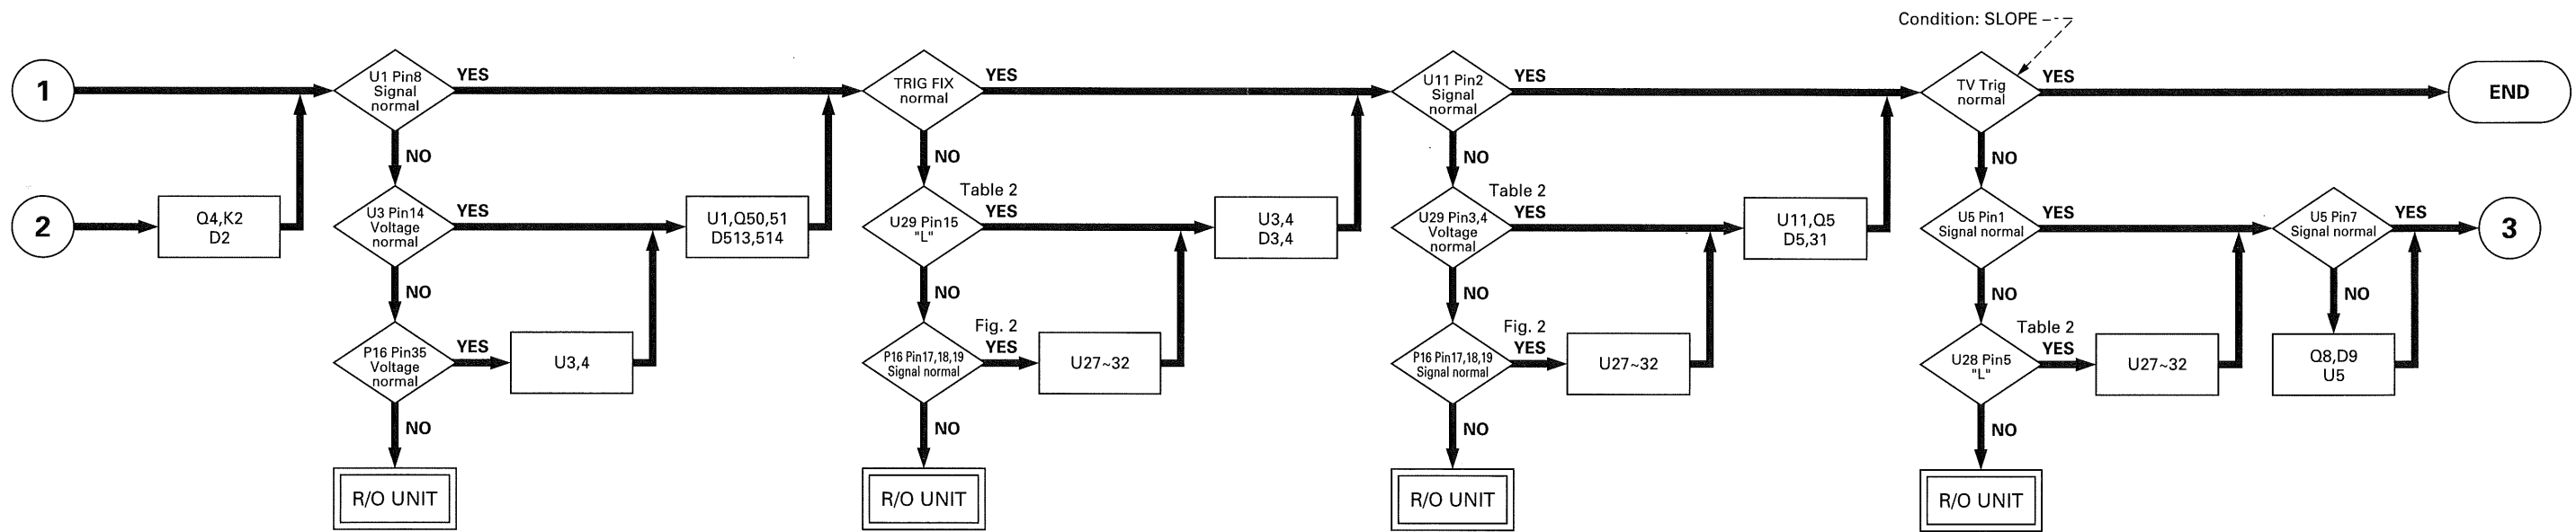 Condition: SLOPE
1
U1 Pin8
Signal
normal
YES
TRIG FIX
normal
YES
U11 Pin2
Signal
normal
YES
TV Trig
normal
YES
END
NO
NO
NO
NO
2
Q4,K2
D2
U3 Pin14
Voltage
normal
YES
U1,Q50,51
D513,514
Table 2
U29 Pin15
"L"
YES
U3,4
D3,4
Table 2
U29 Pin3,4
Voltage
normal
YES
U11,Q5
D5,31
U5 Pin1
Signal normal
YES
U5 Pin7
Signal normal
YES
3
NO
NO
NO
NO
NO
P16 Pin35
Voltage
normal
YES
U3,4
Fig. 2
P16 Pin17,18,19
Signal normal
YES
U27~32
Fig. 2
P16 Pin17,18,19
Signal normal
YES
U27~32
Table 2
U28 Pin5
"L"
YES
U27~32
Q8,D9
U5
NO
NO
NO
NO
R/O UNIT
R/O UNIT
R/O UNIT
R/O UNIT